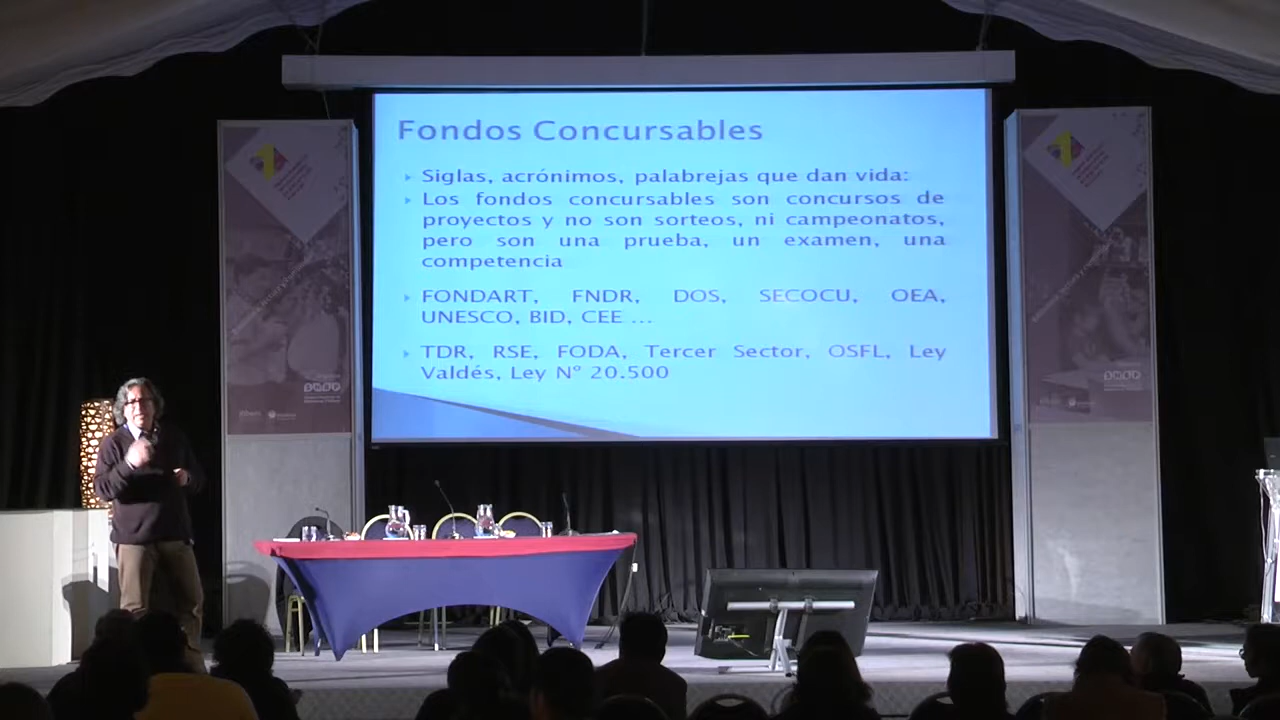 Fondos Concursables
Siglas, acrónimos, palabrejas que dan vida:
Los fondos concursables son concursos de
proyectos y no son sorteos, ni campeonatos,
pero son una prueba, un examen, una
competencia
FONDART, FNDR, DOS, SECOCU, OEA,
UNESCO, BID, CEE ...
TDR, RSE, FODA, Tercer Sector, OSFL, Ley
Valdés, Ley Nº 20.500